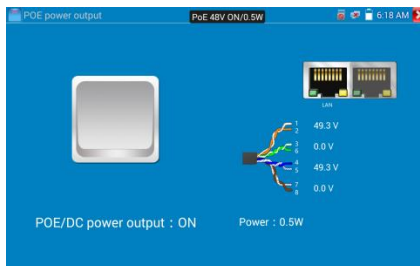 POE power output
PoE 48V ON/0.5W
6:18 AM
LAN
1
2
49.3 V
3
6
0.0 V
4
5
49.3 V
7
8
0.0 V
POE/DC power output : ON
Power : 0.5W